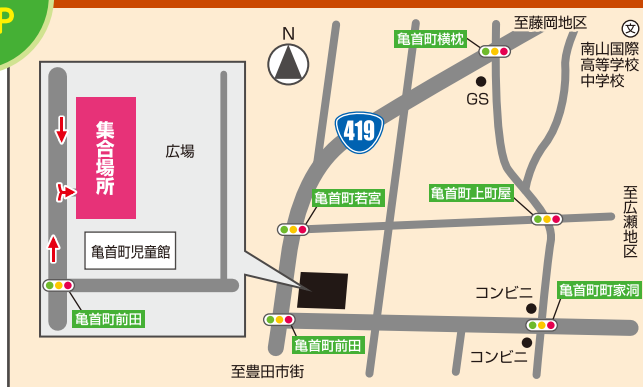 P
N
至藤岡地区
文
南山国際
高等学校
中学校
亀首町横枕
GS
419
集合場所
広場
亀首町児童館
亀首町前田
亀首町若宮
亀首町上町屋
至広瀬地区
コンビニ
亀首町町家洞
亀首町前田
コンビニ
至豊田市街